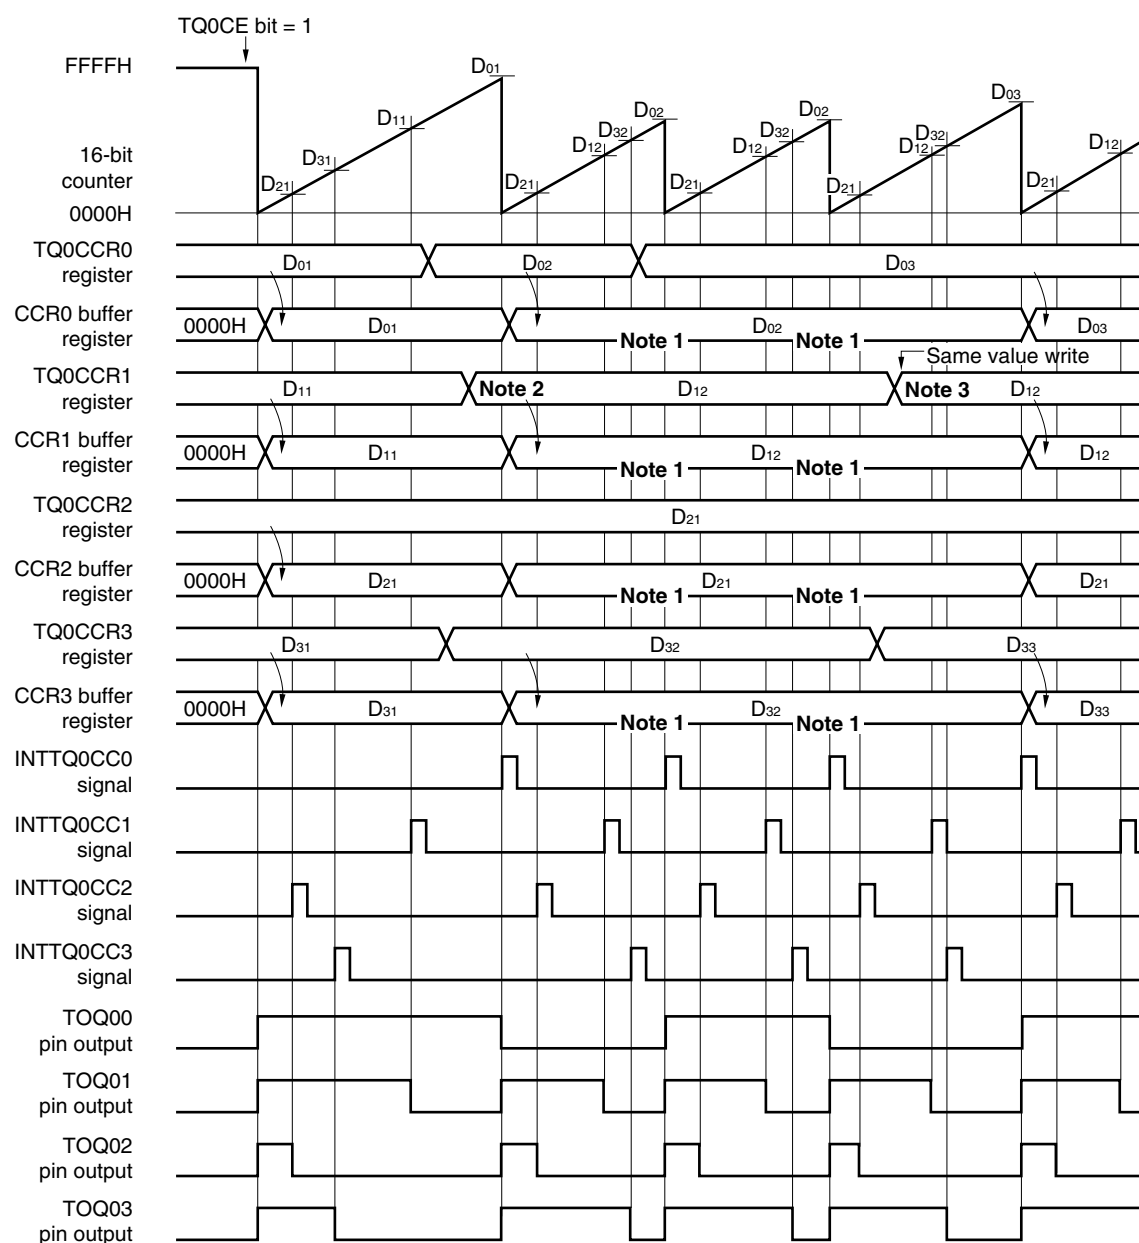 TQ0CE bit = 1
FFFFH
D01
D11
D31
D21
D02
D32
D12
D21
D02
D32
D12
D21
D03
D32
D12
D21
D12
D21
16-bit
counter
0000H
TQ0CCR0
register
D01
D02
D03
CCR0 buffer
register
0000H
D01
D02
D03
Note 1
Note 1
Same value write
TQ0CCR1
register
D11
Note 2
D12
Note 3
D12
CCR1 buffer
register
0000H
D11
D12
D12
Note 1
Note 1
TQ0CCR2
register
D21
CCR2 buffer
register
0000H
D21
D21
D21
Note 1
Note 1
TQ0CCR3
register
D31
D32
D33
CCR3 buffer
register
0000H
D31
D32
D33
Note 1
Note 1
INTTQ0CC0
signal
INTTQ0CC1
signal
INTTQ0CC2
signal
INTTQ0CC3
signal
TOQ00
pin output
TOQ01
pin output
TOQ02
pin output
TOQ03
pin output